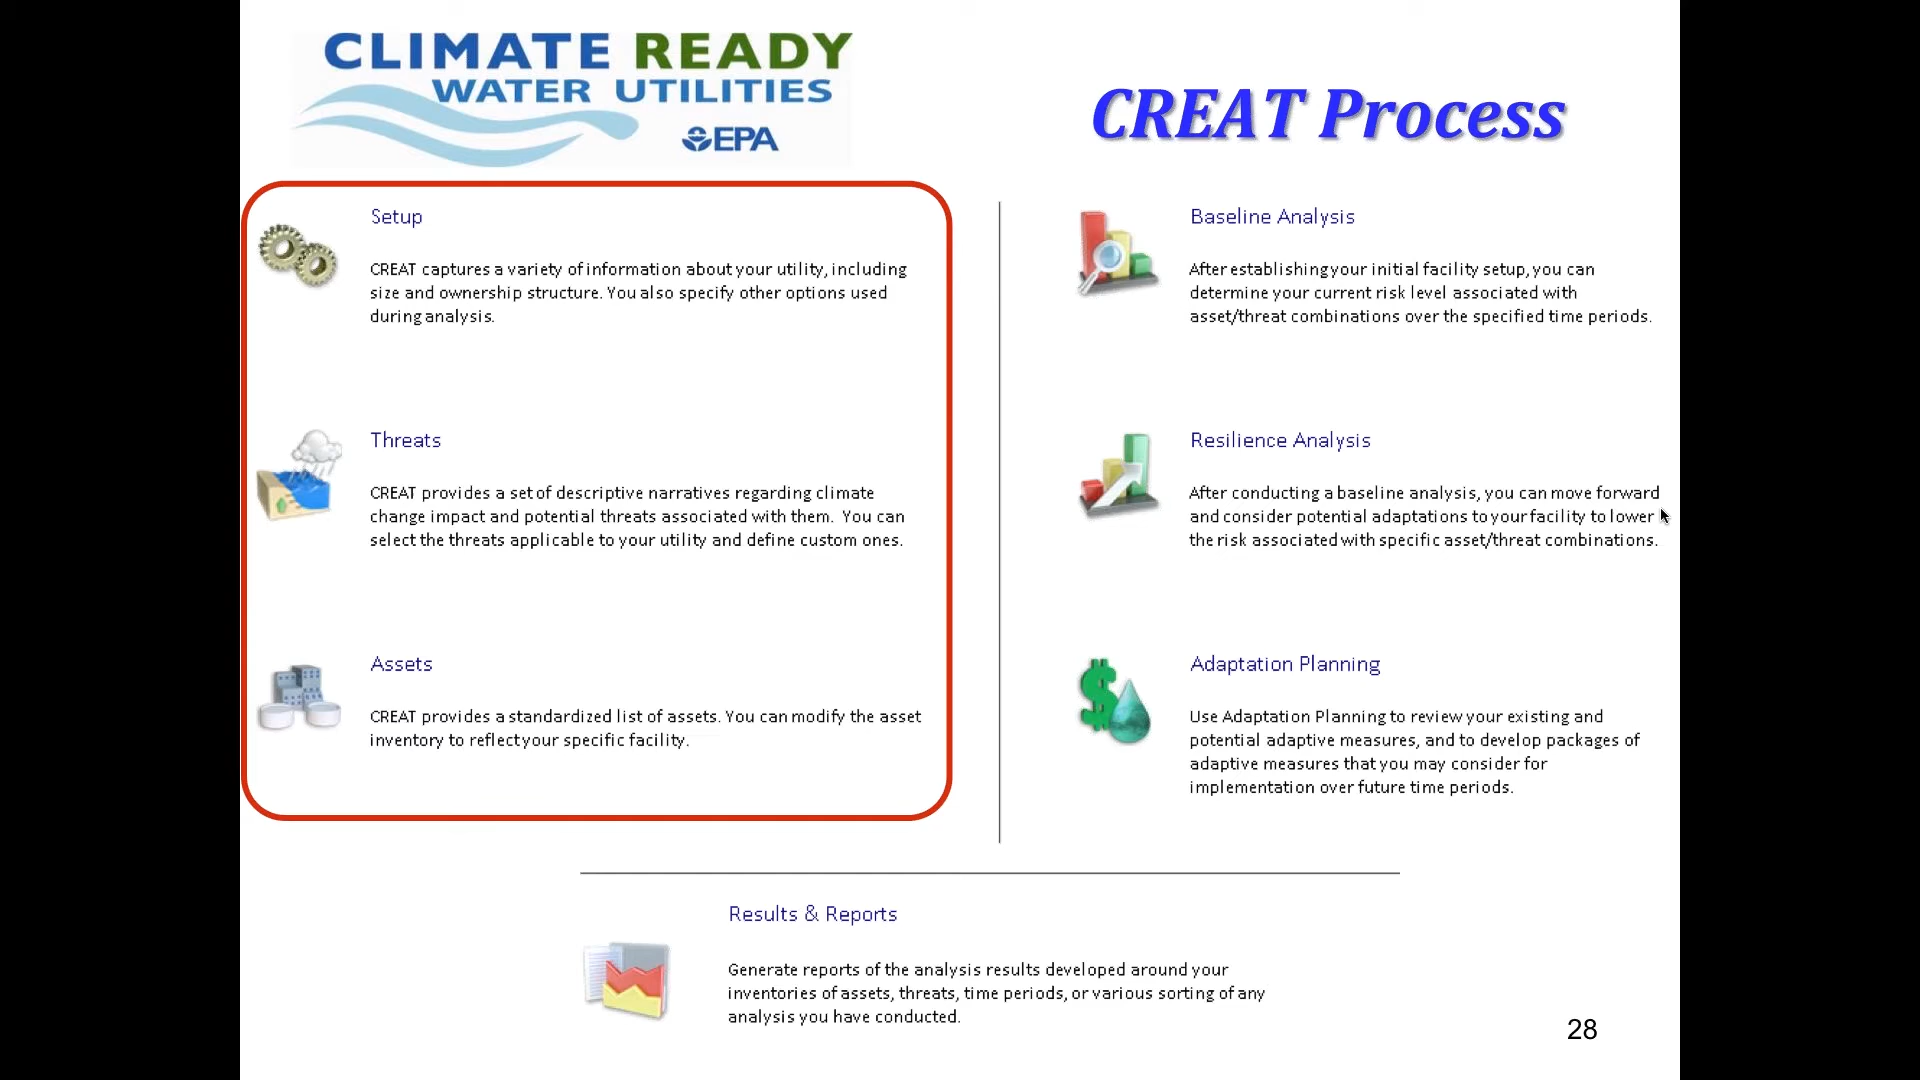 CLIMATE READY
WATER UTILITIES
EPA
CREAT Process
Setup
CREAT captures a variety of information about your utility, including
size and ownership structure. You also specify other options used
during analysis.
Threats
CREAT provides a set of descriptive narratives regarding climate
change impact and potential threats associated with them. You can
select the threats applicable to your utility and define custom ones.
Assets
CREAT provides a standardized list of assets. You can modify the asset
inventory to reflect your specific facility.
Baseline Analysis
After establishing your initial facility setup, you can
determine your current risk level associated with
asset/threat combinations over the specified time periods.
Resilience Analysis
After conducting a baseline analysis, you can move forward
and consider potential adaptations to your facility to lower
the risk associated with specific asset/threat combinations.
Adaptation Planning
Use Adaptation Planning to review your existing and
potential adaptive measures, and to develop packages of
adaptive measures that you may consider for
implementation over future time periods.
Results & Reports
Generate reports of the analysis results developed around your
inventories of assets, threats, time periods, or various sorting of any
analysis you have conducted.
28